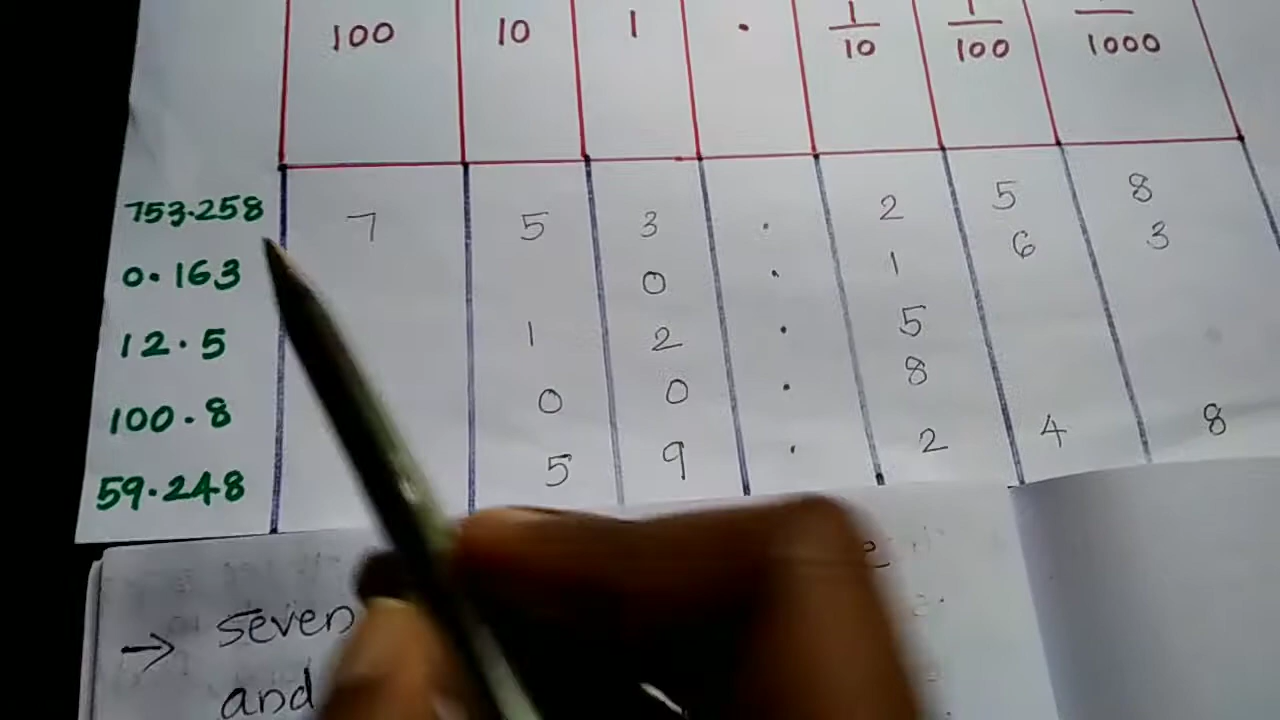 100 10 1 . 1/10 1/100 1/1000
753.258 7 5 3 . 2 5 8
0.163 0 . 1 6 3
12.5 1 2 . 5
100.8 0 0 . 8
59.248 5 9 . 2 4 8
→ seven
and